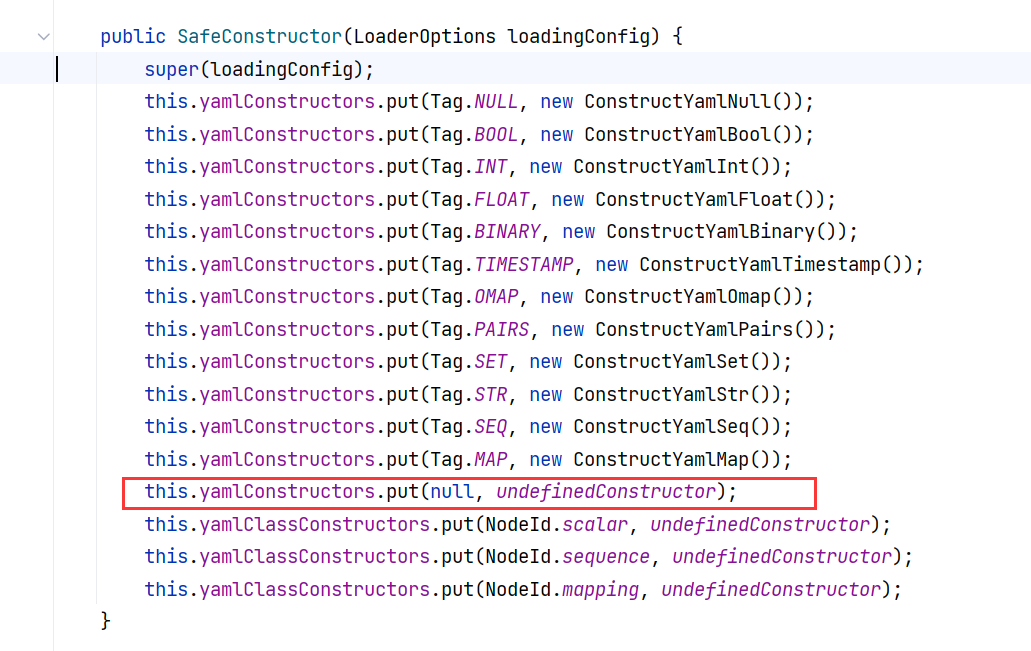 public SafeConstructor(LoaderOptions loadingConfig) {
super(loadingConfig);
this.yamlConstructors.put(Tag.NULL, new ConstructYamlNull());
this.yamlConstructors.put(Tag.BOOL, new ConstructYamlBool());
this.yamlConstructors.put(Tag.INT, new ConstructYamlInt());
this.yamlConstructors.put(Tag.FLOAT, new ConstructYamlFloat());
this.yamlConstructors.put(Tag.BINARY, new ConstructYamlBinary());
this.yamlConstructors.put(Tag.TIMESTAMP, new ConstructYamlTimestamp());
this.yamlConstructors.put(Tag.OMAP, new ConstructYamlOmap());
this.yamlConstructors.put(Tag.PAIRS, new ConstructYamlPairs());
this.yamlConstructors.put(Tag.SET, new ConstructYamlSet());
this.yamlConstructors.put(Tag.STR, new ConstructYamlStr());
this.yamlConstructors.put(Tag.SEQ, new ConstructYamlSeq());
this.yamlConstructors.put(Tag.MAP, new ConstructYamlMap());
this.yamlConstructors.put(null, undefinedConstructor);
this.yamlClassConstructors.put(NodeId.scalar, undefinedConstructor);
this.yamlClassConstructors.put(NodeId.sequence, undefinedConstructor);
this.yamlClassConstructors.put(NodeId.mapping, undefinedConstructor);
}